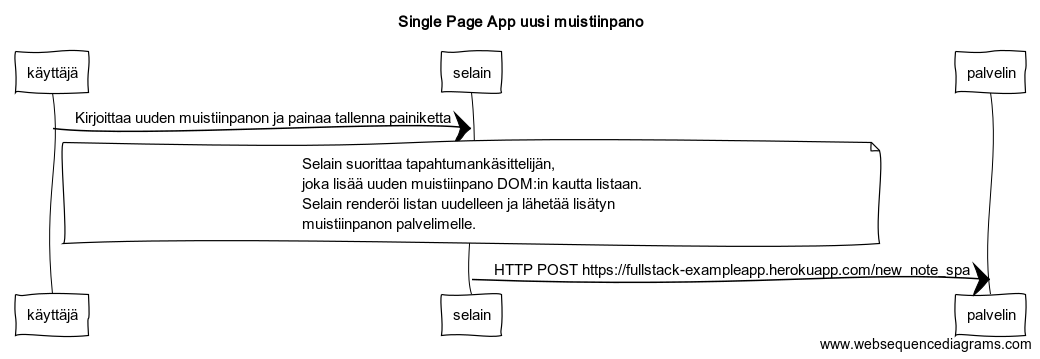 Single Page App uusi muistiinpano
käyttäjä
selain
palvelin
Kirjoittaa uuden muistiinpanon ja painaa tallenna painiketta
Selain suorittaa tapahtumankäsittelijän,
joka lisää uuden muistiinpano DOM:in kautta listaan.
Selain renderöi listan uudelleen ja lähetää lisätyn
muistiinpanon palvelimelle.
HTTP POST https://fullstack-exampleapp.herokuapp.com/new_note_spa
käyttäjä
selain
palvelin
www.websequencediagrams.com